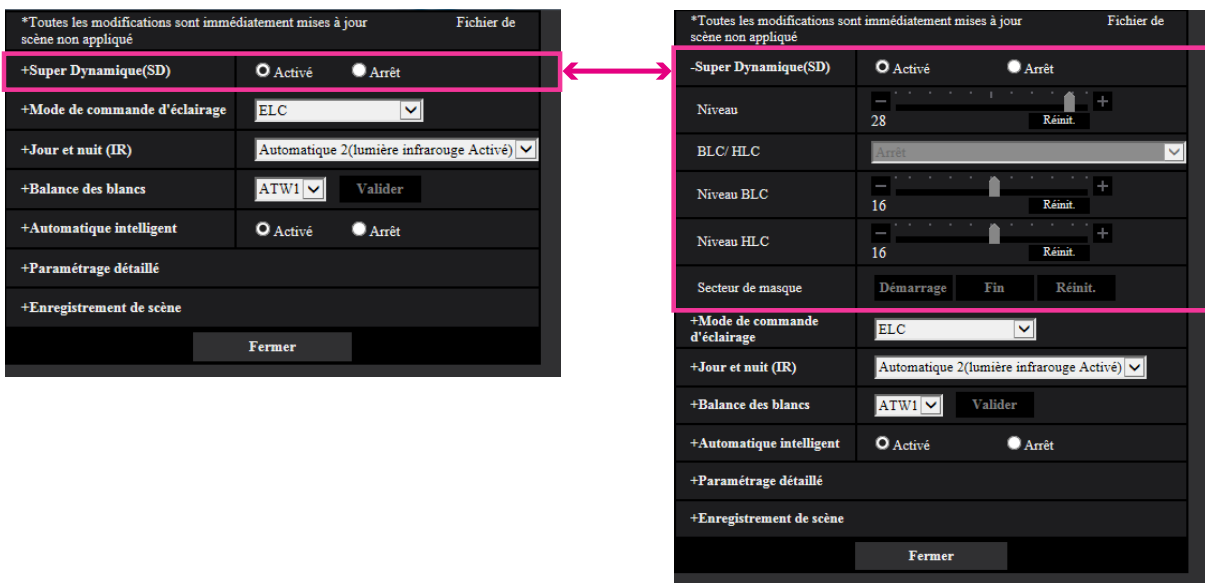 *Toutes les modifications sont immédiatement mises à jour Fichier de
scène non appliqué
+Super Dynamique(SD) Activé Arrêt
+Mode de commande d'éclairage ELC
+Jour et nuit (IR) Automatique 2(lumière infrarouge Activé)
+Balance des blancs ATW1 Valider
+Automatique intelligent Activé Arrêt
+Paramétrage détaillé
+Enregistrement de scène
Fermer
*Toutes les modifications sont immédiatement mises à jour Fichier de
scène non appliqué
-Super Dynamique(SD) Activé Arrêt
Niveau − +
28 Réinit.
BLC/ HLC Arrêt
Niveau BLC − +
16 Réinit.
Niveau HLC − +
16 Réinit.
Secteur de masque Démarrage Fin Réinit.
+Mode de commande
d'éclairage ELC
+Jour et nuit (IR) Automatique 2(lumière infrarouge Activé)
+Balance des blancs ATW1 Valider
+Automatique intelligent Activé Arrêt
+Paramétrage détaillé
+Enregistrement de scène
Fermer